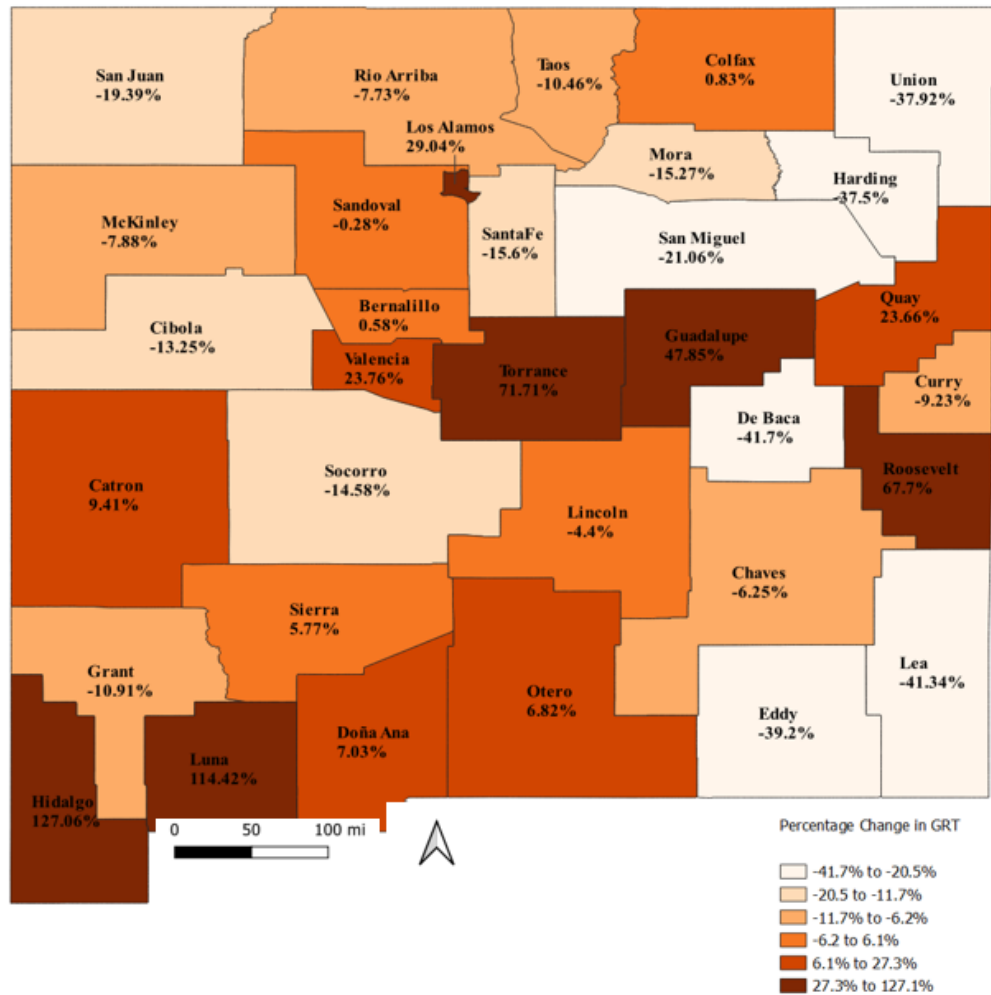 San Juan
-19.39%
Rio Arriba
-7.73%
Taos
-10.46%
Colfax
0.83%
Union
-37.92%
Los Alamos
29.04%
Mora
-15.27%
Harding
-37.5%
McKinley
-7.88%
Sandoval
-0.28%
SantaFe
-15.6%
San Miguel
-21.06%
Quay
23.66%
Cibola
-13.25%
Bernalillo
0.58%
Valencia
23.76%
Torrance
71.71%
Guadalupe
47.85%
Curry
-9.23%
De Baca
-41.7%
Roosevelt
67.7%
Catron
9.41%
Socorro
-14.58%
Lincoln
-4.4%
Chaves
-6.25%
Sierra
5.77%
Grant
-10.91%
Lea
-41.34%
Otero
6.82%
Eddy
-39.2%
Doña Ana
7.03%
Luna
114.42%
Hidalgo
127.06%
0 50 100 mi
Percentage Change in GRT
-41.7% to -20.5%
-20.5 to -11.7%
-11.7% to -6.2%
-6.2 to 6.1%
6.1% to 27.3%
27.3% to 127.1%